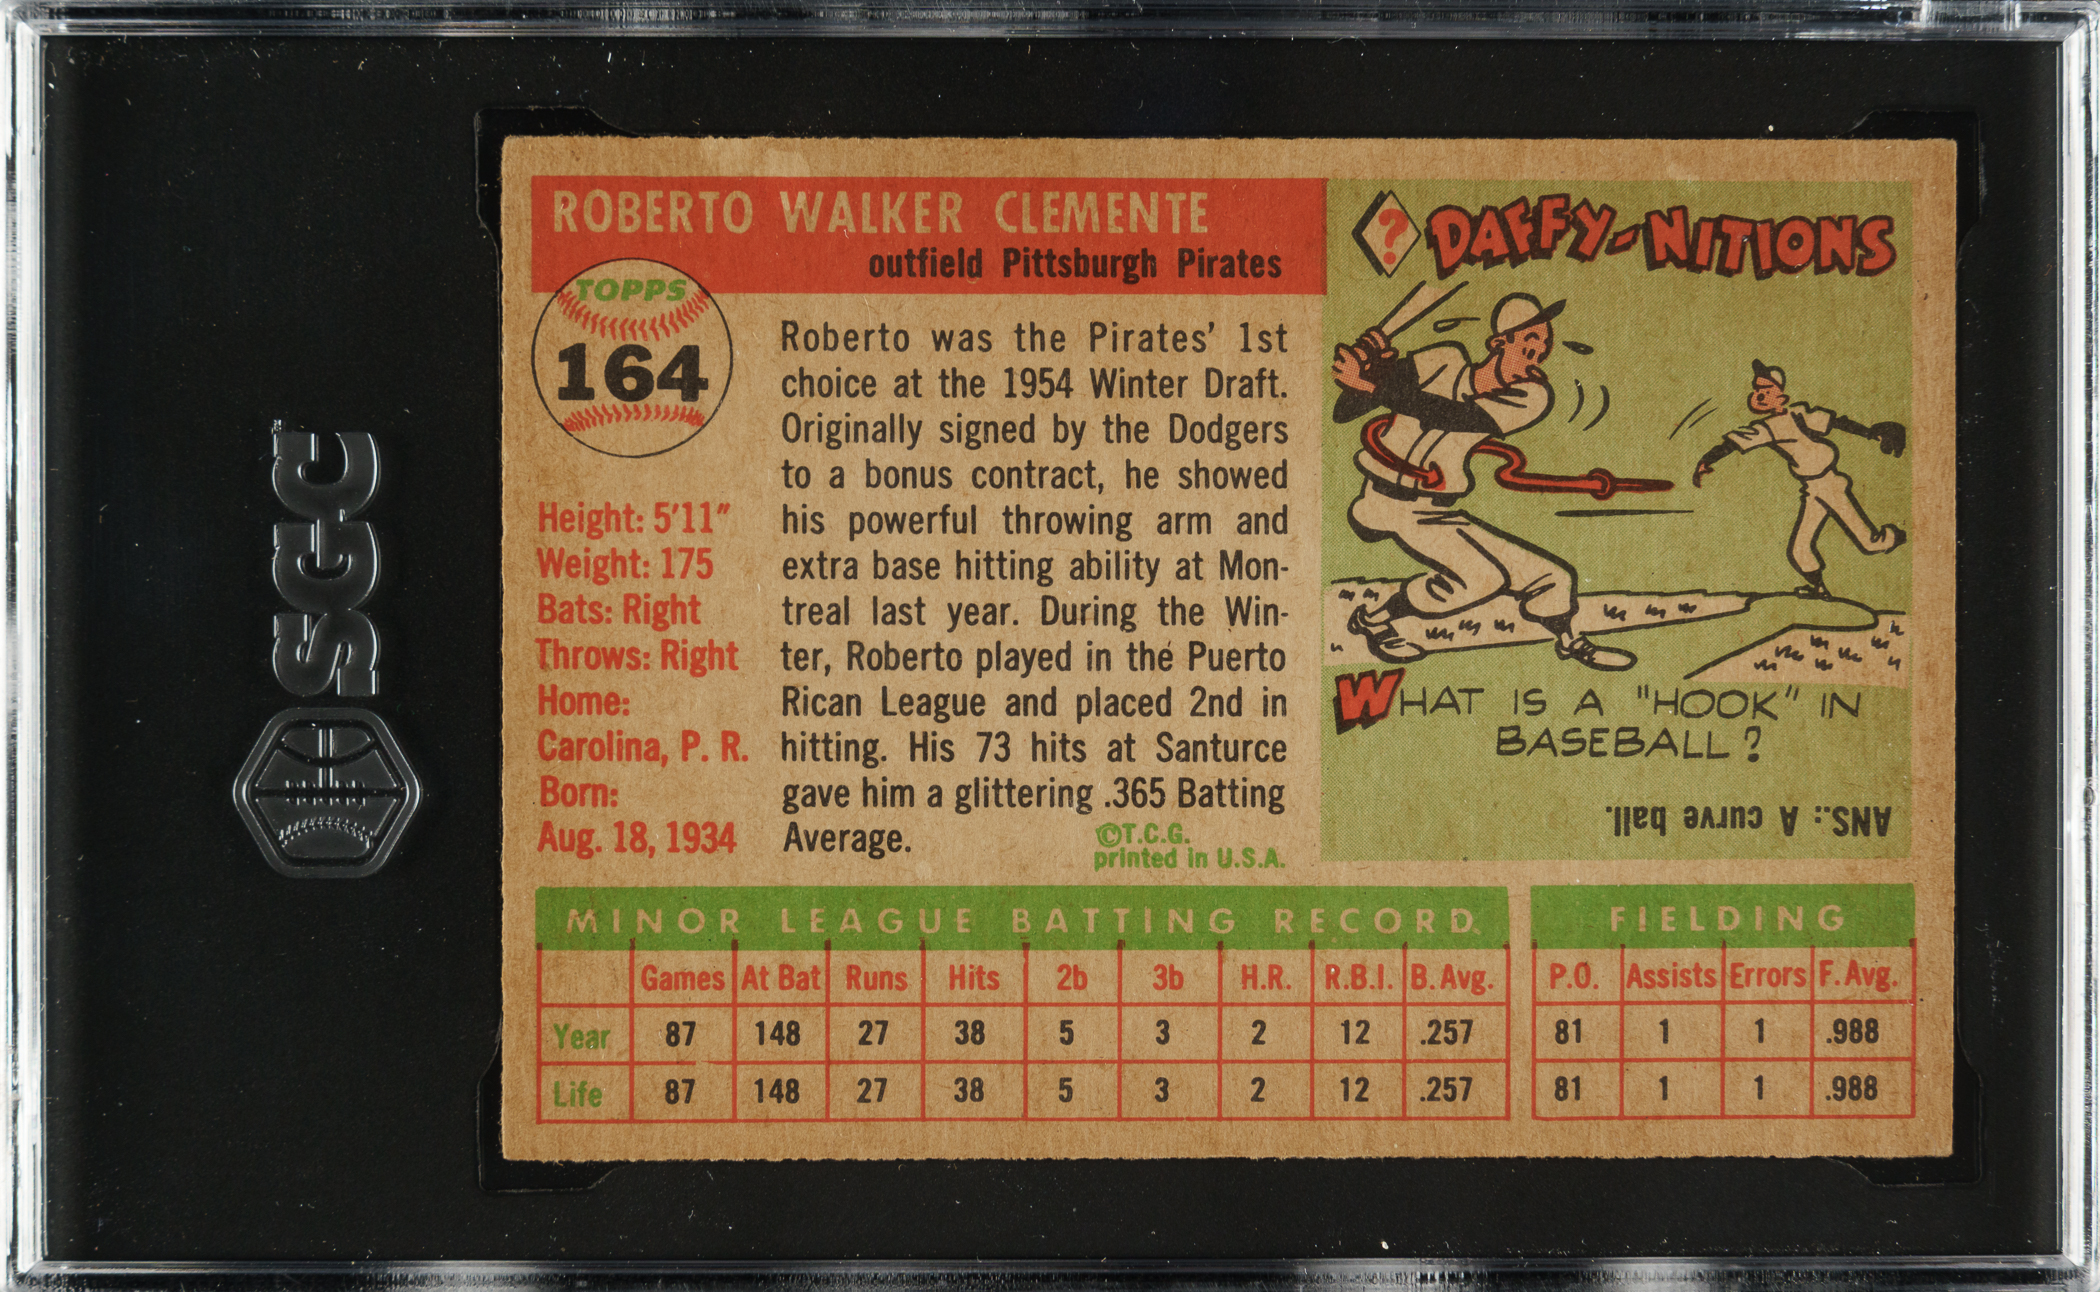 SGC
ROBERTO WALKER CLEMENTE
outfield Pittsburgh Pirates
TOPPS
164
Height: 5'11"
Weight: 175
Bats: Right
Throws: Right
Home:
Carolina, P. R.
Born:
Aug. 18, 1934
Roberto was the Pirates' 1st
choice at the 1954 Winter Draft.
Originally signed by the Dodgers
to a bonus contract, he showed
his powerful throwing arm and
extra base hitting ability at Mon-
treal last year. During the Win-
ter, Roberto played in the Puerto
Rican League and placed 2nd in
hitting. His 73 hits at Santurce
gave him a glittering .365 Batting
Average.
©T.C.G.
printed in U.S.A.
? DAFFY-NITIONS
WHAT IS A "HOOK" IN
BASEBALL?
ANS.: A curve ball.
MINOR LEAGUE BATTING RECORD
Games At Bat Runs Hits 2b 3b H.R. R.B.I. B. Avg.
Year 87 148 27 38 5 3 2 12 .257
Life 87 148 27 38 5 3 2 12 .257
FIELDING
P.O. Assists Errors F. Avg.
81 1 1 .988
81 1 1 .988